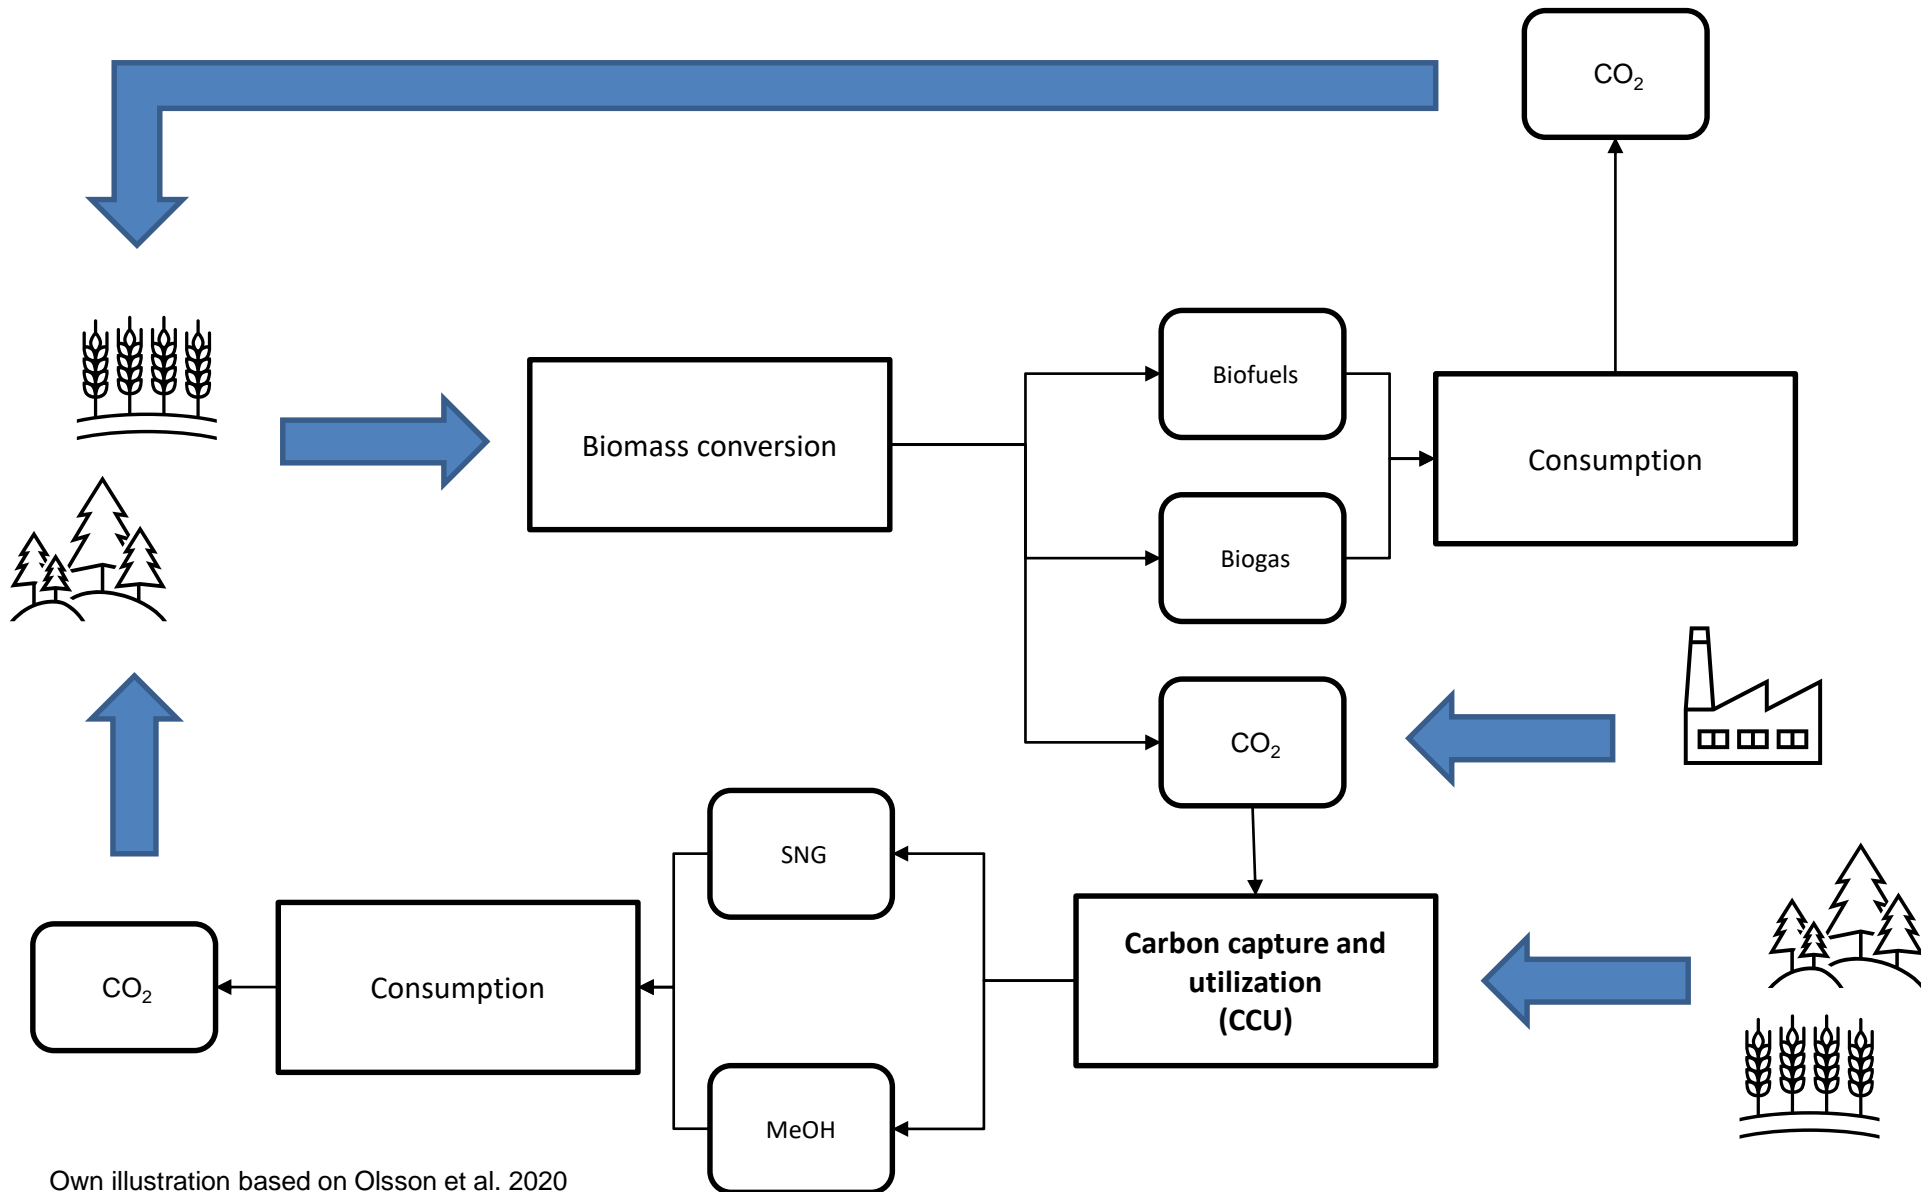 CO₂
Biofuels
Biomass conversion
Consumption
Biogas
CO₂
SNG
Carbon capture and
utilization
(CCU)
Consumption
CO₂
MeOH
Own illustration based on Olsson et al. 2020